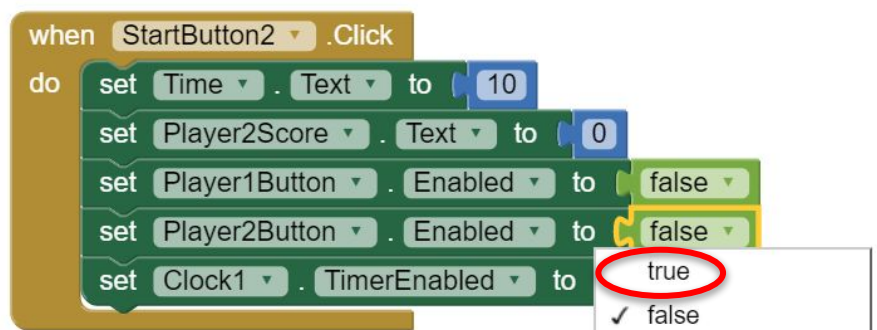 when StartButton2 .Click
do set Time . Text to 10
set Player2Score . Text to 0
set Player1Button . Enabled to false
set Player2Button . Enabled to false
set Clock1 . TimerEnabled to
true
✓ false